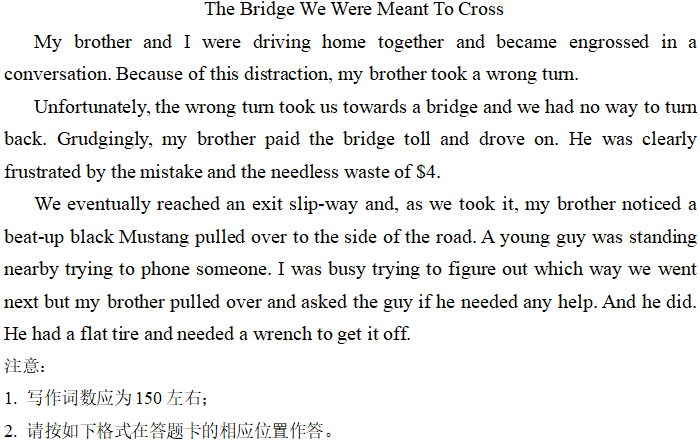 The Bridge We Were Meant To Cross
My brother and I were driving home together and became engrossed in a
conversation. Because of this distraction, my brother took a wrong turn.
Unfortunately, the wrong turn took us towards a bridge and we had no way to turn
back. Grudgingly, my brother paid the bridge toll and drove on. He was clearly
frustrated by the mistake and the needless waste of $4.
We eventually reached an exit slip-way and, as we took it, my brother noticed a
beat-up black Mustang pulled over to the side of the road. A young guy was standing
nearby trying to phone someone. I was busy trying to figure out which way we went
next but my brother pulled over and asked the guy if he needed any help. And he did.
He had a flat tire and needed a wrench to get it off.
注意：
1. 写作词数应为 150 左右；
2. 请按如下格式在答题卡的相应位置作答。